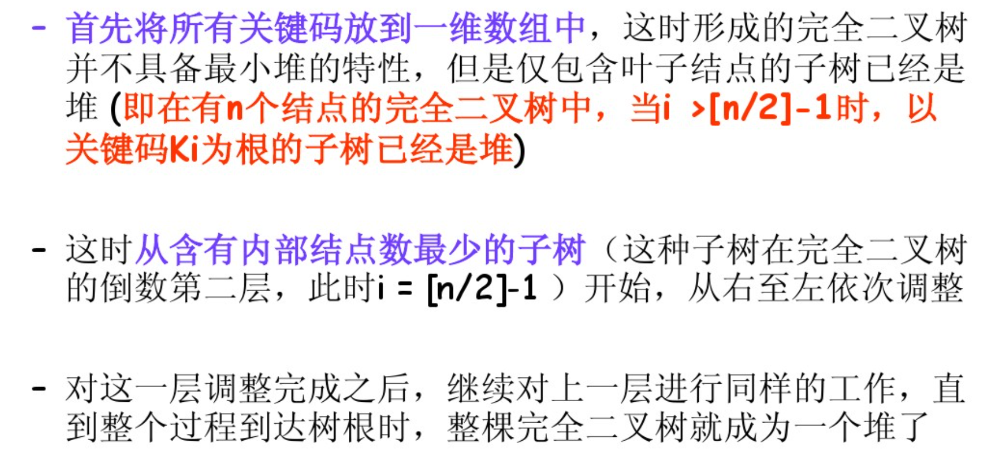 - 首先将所有关键码放到一维数组中，这时形成的完全二叉树
并不具备最小堆的特性，但是仅包含叶子结点的子树已经是
堆 (即在有n个结点的完全二叉树中，当i >[n/2]-1时，以
关键码Ki为根的子树已经是堆)
- 这时从含有内部结点数最少的子树（这种子树在完全二叉树
的倒数第二层，此时i = [n/2]-1 ）开始，从右至左依次调整
- 对这一层调整完成之后，继续对上一层进行同样的工作，直
到整个过程到达树根时，整棵完全二叉树就成为一个堆了